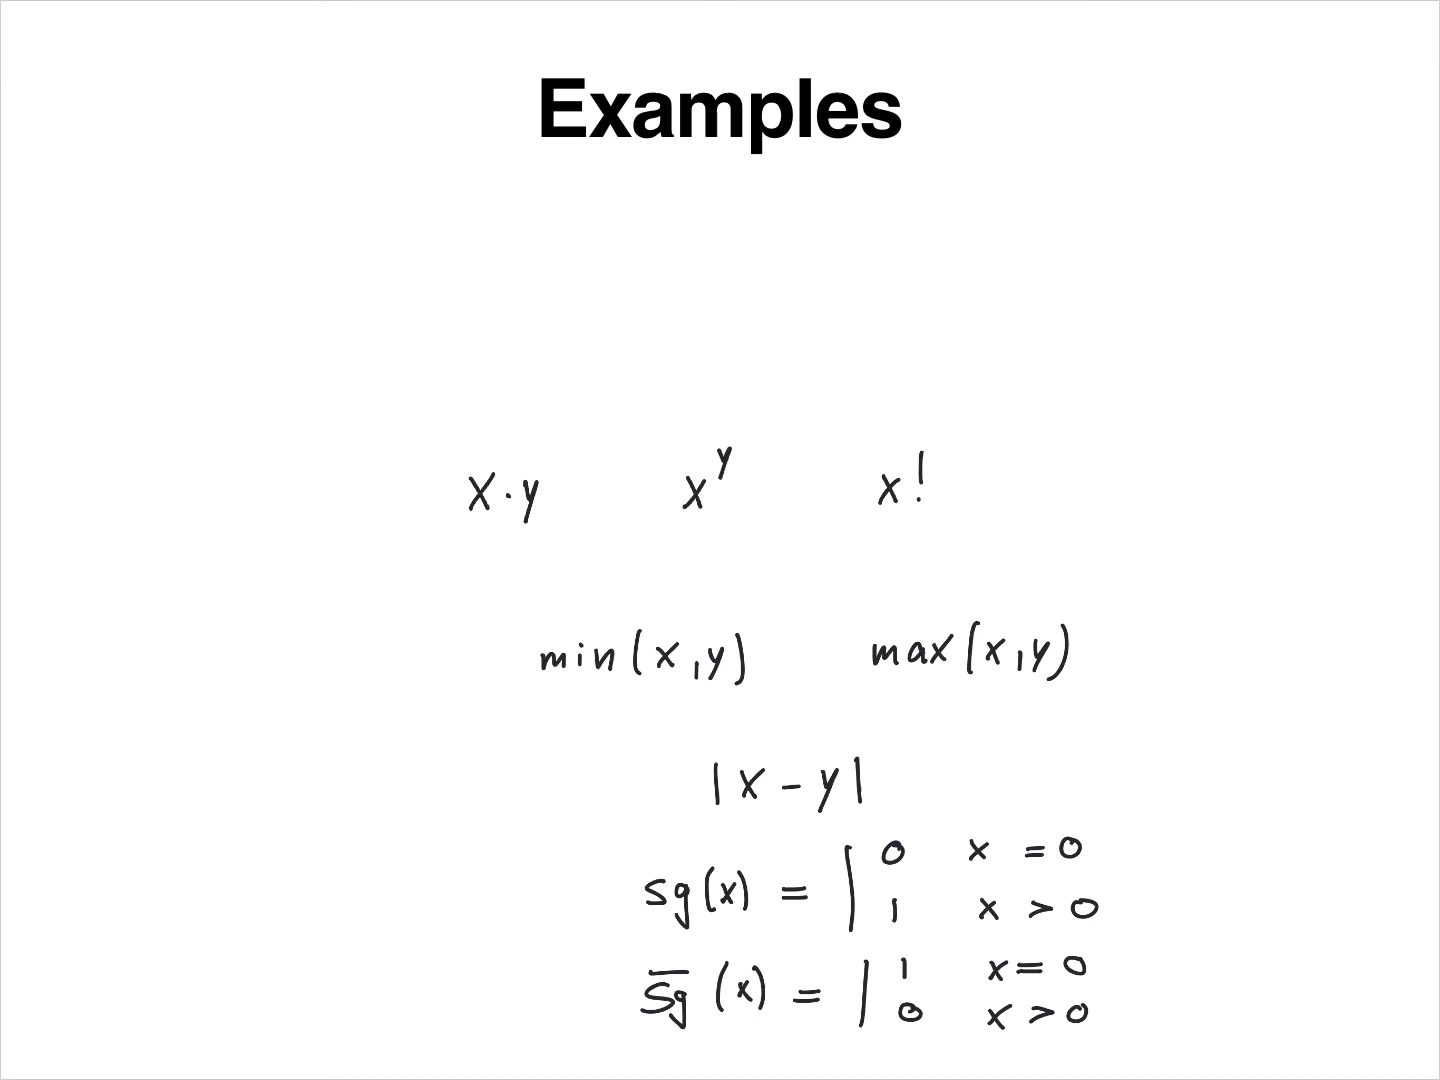 Examples
x·y x^y x!
min(x,y) max(x,y)
|x-y|
sg(x) = | 0 x = 0
1 x > 0
s̅g̅(x) = | 1 x = 0
0 x > 0